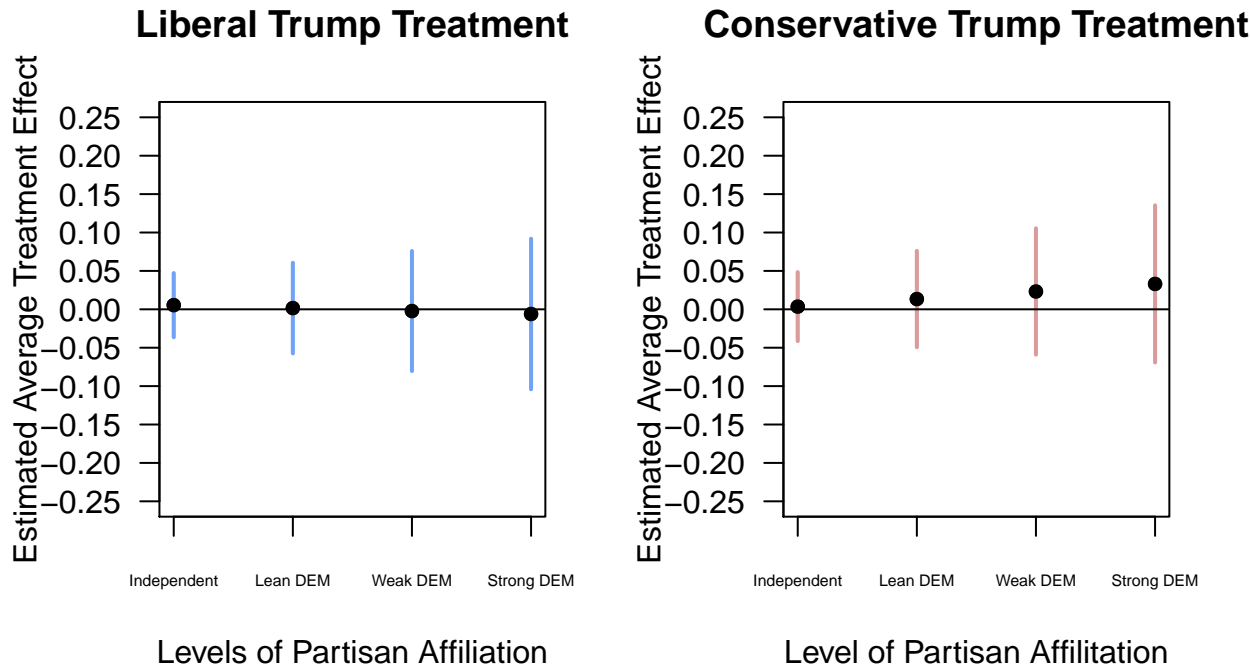 Liberal Trump Treatment
Estimated Average Treatment Effect
0.25
0.20
0.15
0.10
0.05
0.00
−0.05
−0.10
−0.15
−0.20
−0.25
Independent Lean DEM Weak DEM Strong DEM
Levels of Partisan Affiliation
Conservative Trump Treatment
Estimated Average Treatment Effect
0.25
0.20
0.15
0.10
0.05
0.00
−0.05
−0.10
−0.15
−0.20
−0.25
Independent Lean DEM Weak DEM Strong DEM
Level of Partisan Affilitation